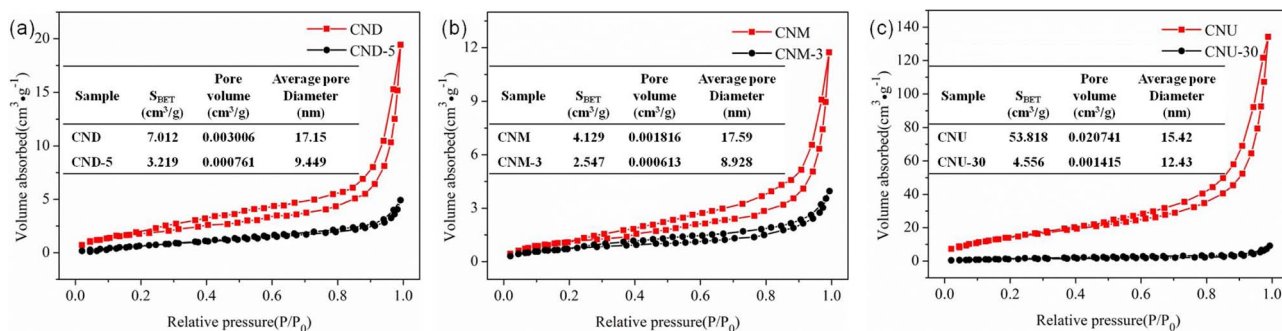 (a)
CND
CND-5
Sample
S_BET
(cm³/g)
Pore
volume
(cm³/g)
Average pore
Diameter
(nm)
CND 7.012 0.003006 17.15
CND-5 3.219 0.000761 9.449
20
15
10
5
0
Volume absorbed(cm³•g⁻¹)
0.0 0.2 0.4 0.6 0.8 1.0
Relative pressure(P/P₀)
(b)
CNM
CNM-3
Sample
S_BET
(cm³/g)
Pore
volume
(cm³/g)
Average pore
Diameter
(nm)
CNM 4.129 0.001816 17.59
CNM-3 2.547 0.000613 8.928
12
9
6
3
0
Volume absorbed(cm³•g⁻¹)
0.0 0.2 0.4 0.6 0.8 1.0
Relative pressure(P/P₀)
(c)
CNU
CNU-30
Sample
S_BET
(cm³/g)
Pore
volume
(cm³/g)
Average pore
Diameter
(nm)
CNU 53.818 0.020741 15.42
CNU-30 4.556 0.001415 12.43
140
120
100
80
60
40
20
0
Volume absorbed(cm³•g⁻¹)
0.0 0.2 0.4 0.6 0.8 1.0
Relative pressure(P/P₀)